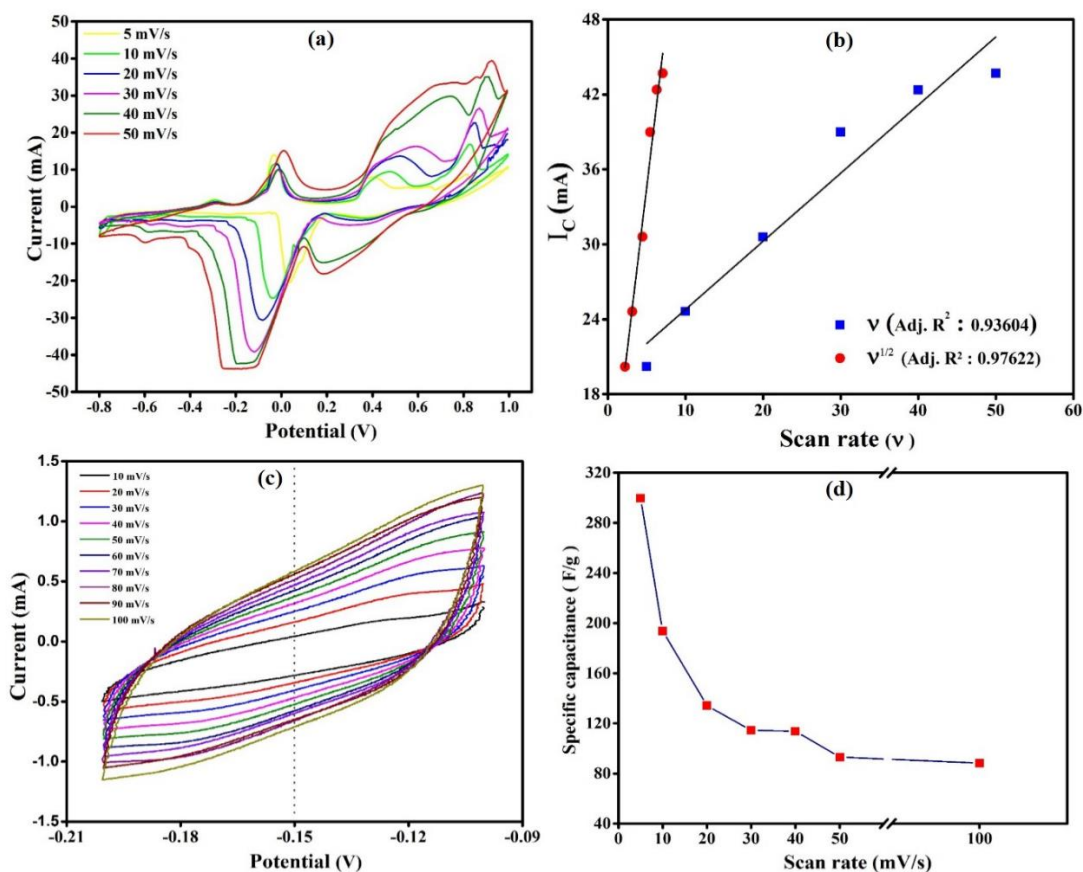 (a)
5 mV/s
10 mV/s
20 mV/s
30 mV/s
40 mV/s
50 mV/s
Current (mA)
50
40
30
20
10
0
-10
-20
-30
-40
-50
-0.8 -0.6 -0.4 -0.2 0.0 0.2 0.4 0.6 0.8 1.0
Potential (V)
(b)
I_C (mA)
48
42
36
30
24
18
ν (Adj. R² : 0.93604)
ν^1/2 (Adj. R² : 0.97622)
0 10 20 30 40 50 60
Scan rate (ν)
(c)
10 mV/s
20 mV/s
30 mV/s
40 mV/s
50 mV/s
60 mV/s
70 mV/s
80 mV/s
90 mV/s
100 mV/s
Current (mA)
1.5
1.0
0.5
0.0
-0.5
-1.0
-1.5
-0.21 -0.18 -0.15 -0.12 -0.09
Potential (V)
(d)
Specific capacitance ( F/g)
320
280
240
200
160
120
80
40
0 10 20 30 40 50 100
Scan rate (mV/s)